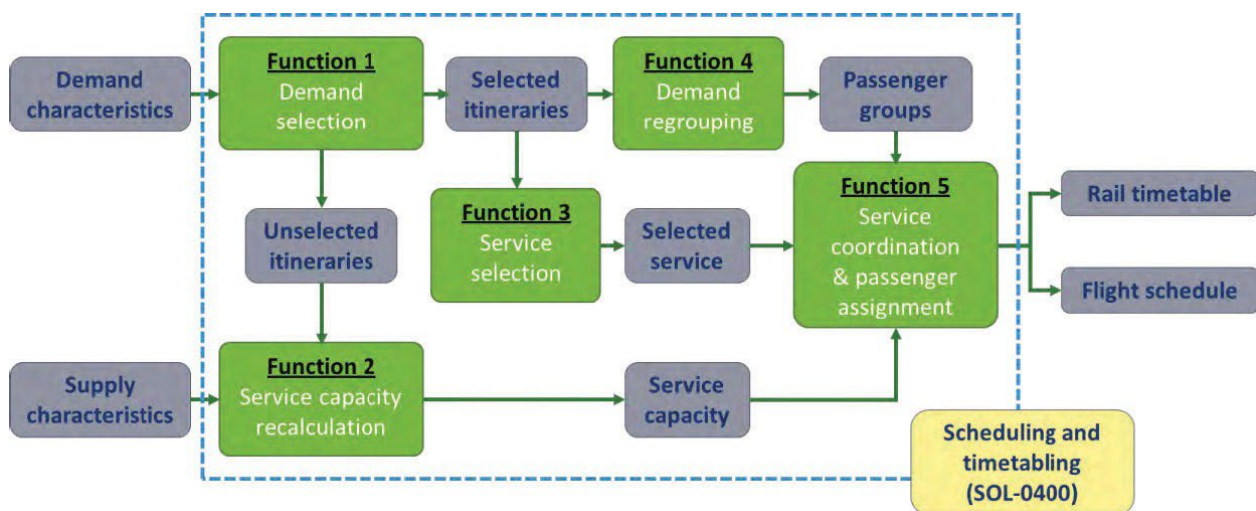 Demand
characteristics
Function 1
Demand
selection
Selected
itineraries
Function 4
Demand
regrouping
Passenger
groups
Unselected
itineraries
Function 3
Service
selection
Selected
service
Function 5
Service
coordination
& passenger
assignment
Rail timetable
Flight schedule
Supply
characteristics
Function 2
Service capacity
recalculation
Service
capacity
Scheduling and
timetabling
(SOL-0400)